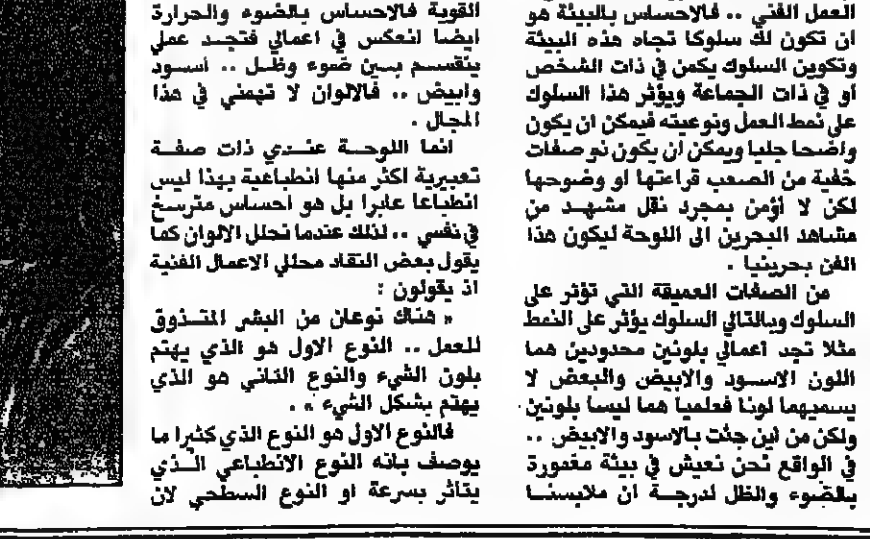 العمل الفني .. فالاحساس بالبيئة هو
ان تكون لك سلوكا تجاه هذه البيئة
وتكوين السلوك يكمن في ذات الشخص
او في ذات الجماعة ويؤثر هذا السلوك
على نمط العمل ونوعيته فيمكن ان يكون
واضحا جليا ويمكن ان يكون نو صفات
خفية من الصعب قراءتها او وضوحها
لكن لا أؤمن بمجرد نقل مشهد من
مشاهد البحرين الى اللوحة ليكون هذا
الفن بحرينيا .
من الصفات العميقة التي تؤثر على
السلوك وبالتالي السلوك يؤثر على النمط
مثلا تجد اعمالي بلونين محدودين هما
اللون الاسود والابيض والبعض لا
يسميهما لونا فعلميا هما ليسا بلونين
ولكن من اين جئت بالاسود والابيض ..
في الواقع نحن نعيش في بيئة مغمورة
بالضوء والظل لدرجة ان ملابسنا
القوية فالاحساس بالضوء والحرارة
ايضا انعكس في اعمالي فتجد عملي
ينقسم بين ضوء وظل .. اسود
وابيض .. فالالوان لا تهمني في هذا
المجال .
انما اللوحة عندي ذات صفة
تعبيرية اكثر منها انطباعية بهذا ليس
انطباعا عابرا بل هو احساس مترسخ
في نفسي .. لذلك عندما تحلل الالوان كما
يقول بعض النقاد محللي الاعمال الفنية
اذ يقولون :
« هناك نوعان من البشر المتذوق
للعمل .. النوع الاول هو الذي يهتم
بلون الشيء والنوع الثاني هو الذي
يهتم بشكل الشيء » .
فالنوع الاول هو النوع الذي كثيرا ما
يوصف بانه النوع الانطباعي الذي
يتاثر بسرعة او النوع السطحي لان